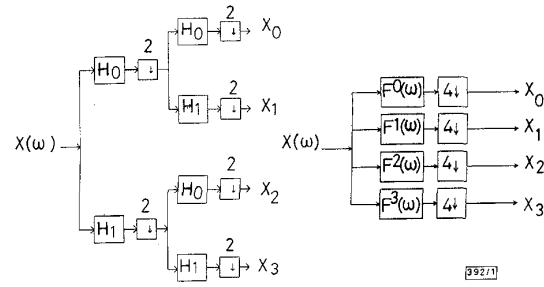 2
H₀ ↓ X₀
2
H₀ ↓
2
H₁ ↓ X₁
X(ω)
2
H₀ ↓ X₂
2
H₁ ↓
2
H₁ ↓ X₃
F⁰(ω) 4↓ X₀
F¹(ω) 4↓ X₁
X(ω)
F²(ω) 4↓ X₂
F³(ω) 4↓ X₃
392/1